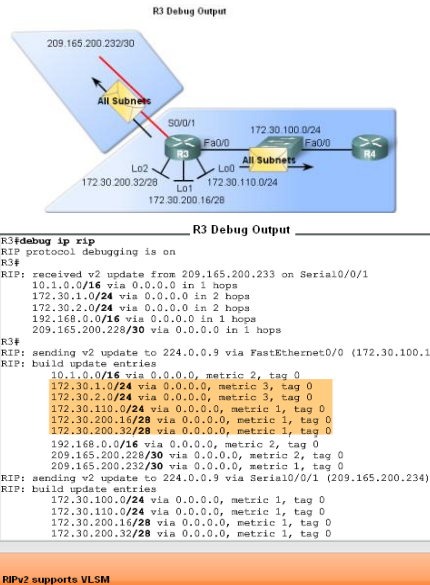 R3 Debug Output
209.165.200.232/30
All Subnets
S0/0/1
172.30.100.0/24
Fa0/0
Fa0/0
R3
R4
All Subnets
Lo2
Lo0
172.30.200.32/28
Lo1
172.30.110.0/24
172.30.200.16/28
R3 Debug Output
R3#debug ip rip
RIP protocol debugging is on
R3#
RIP: received v2 update from 209.165.200.233 on Serial0/0/1
10.1.0.0/16 via 0.0.0.0 in 1 hops
172.30.1.0/24 via 0.0.0.0 in 2 hops
172.30.2.0/24 via 0.0.0.0 in 2 hops
192.168.0.0/16 via 0.0.0.0 in 1 hops
209.165.200.228/30 via 0.0.0.0 in 1 hops
R3#
RIP: sending v2 update to 224.0.0.9 via FastEthernet0/0 (172.30.100.1
RIP: build update entries
10.1.0.0/16 via 0.0.0.0, metric 2, tag 0
172.30.1.0/24 via 0.0.0.0, metric 3, tag 0
172.30.2.0/24 via 0.0.0.0, metric 3, tag 0
172.30.110.0/24 via 0.0.0.0, metric 1, tag 0
172.30.200.16/28 via 0.0.0.0, metric 1, tag 0
172.30.200.32/28 via 0.0.0.0, metric 1, tag 0
192.168.0.0/16 via 0.0.0.0, metric 2, tag 0
209.165.200.228/30 via 0.0.0.0, metric 2, tag 0
209.165.200.232/30 via 0.0.0.0, metric 1, tag 0
RIP: sending v2 update to 224.0.0.9 via Serial0/0/1 (209.165.200.234)
RIP: build update entries
172.30.100.0/24 via 0.0.0.0, metric 1, tag 0
172.30.110.0/24 via 0.0.0.0, metric 1, tag 0
172.30.200.16/28 via 0.0.0.0, metric 1, tag 0
172.30.200.32/28 via 0.0.0.0, metric 1, tag 0
RIPv2 supports VLSM